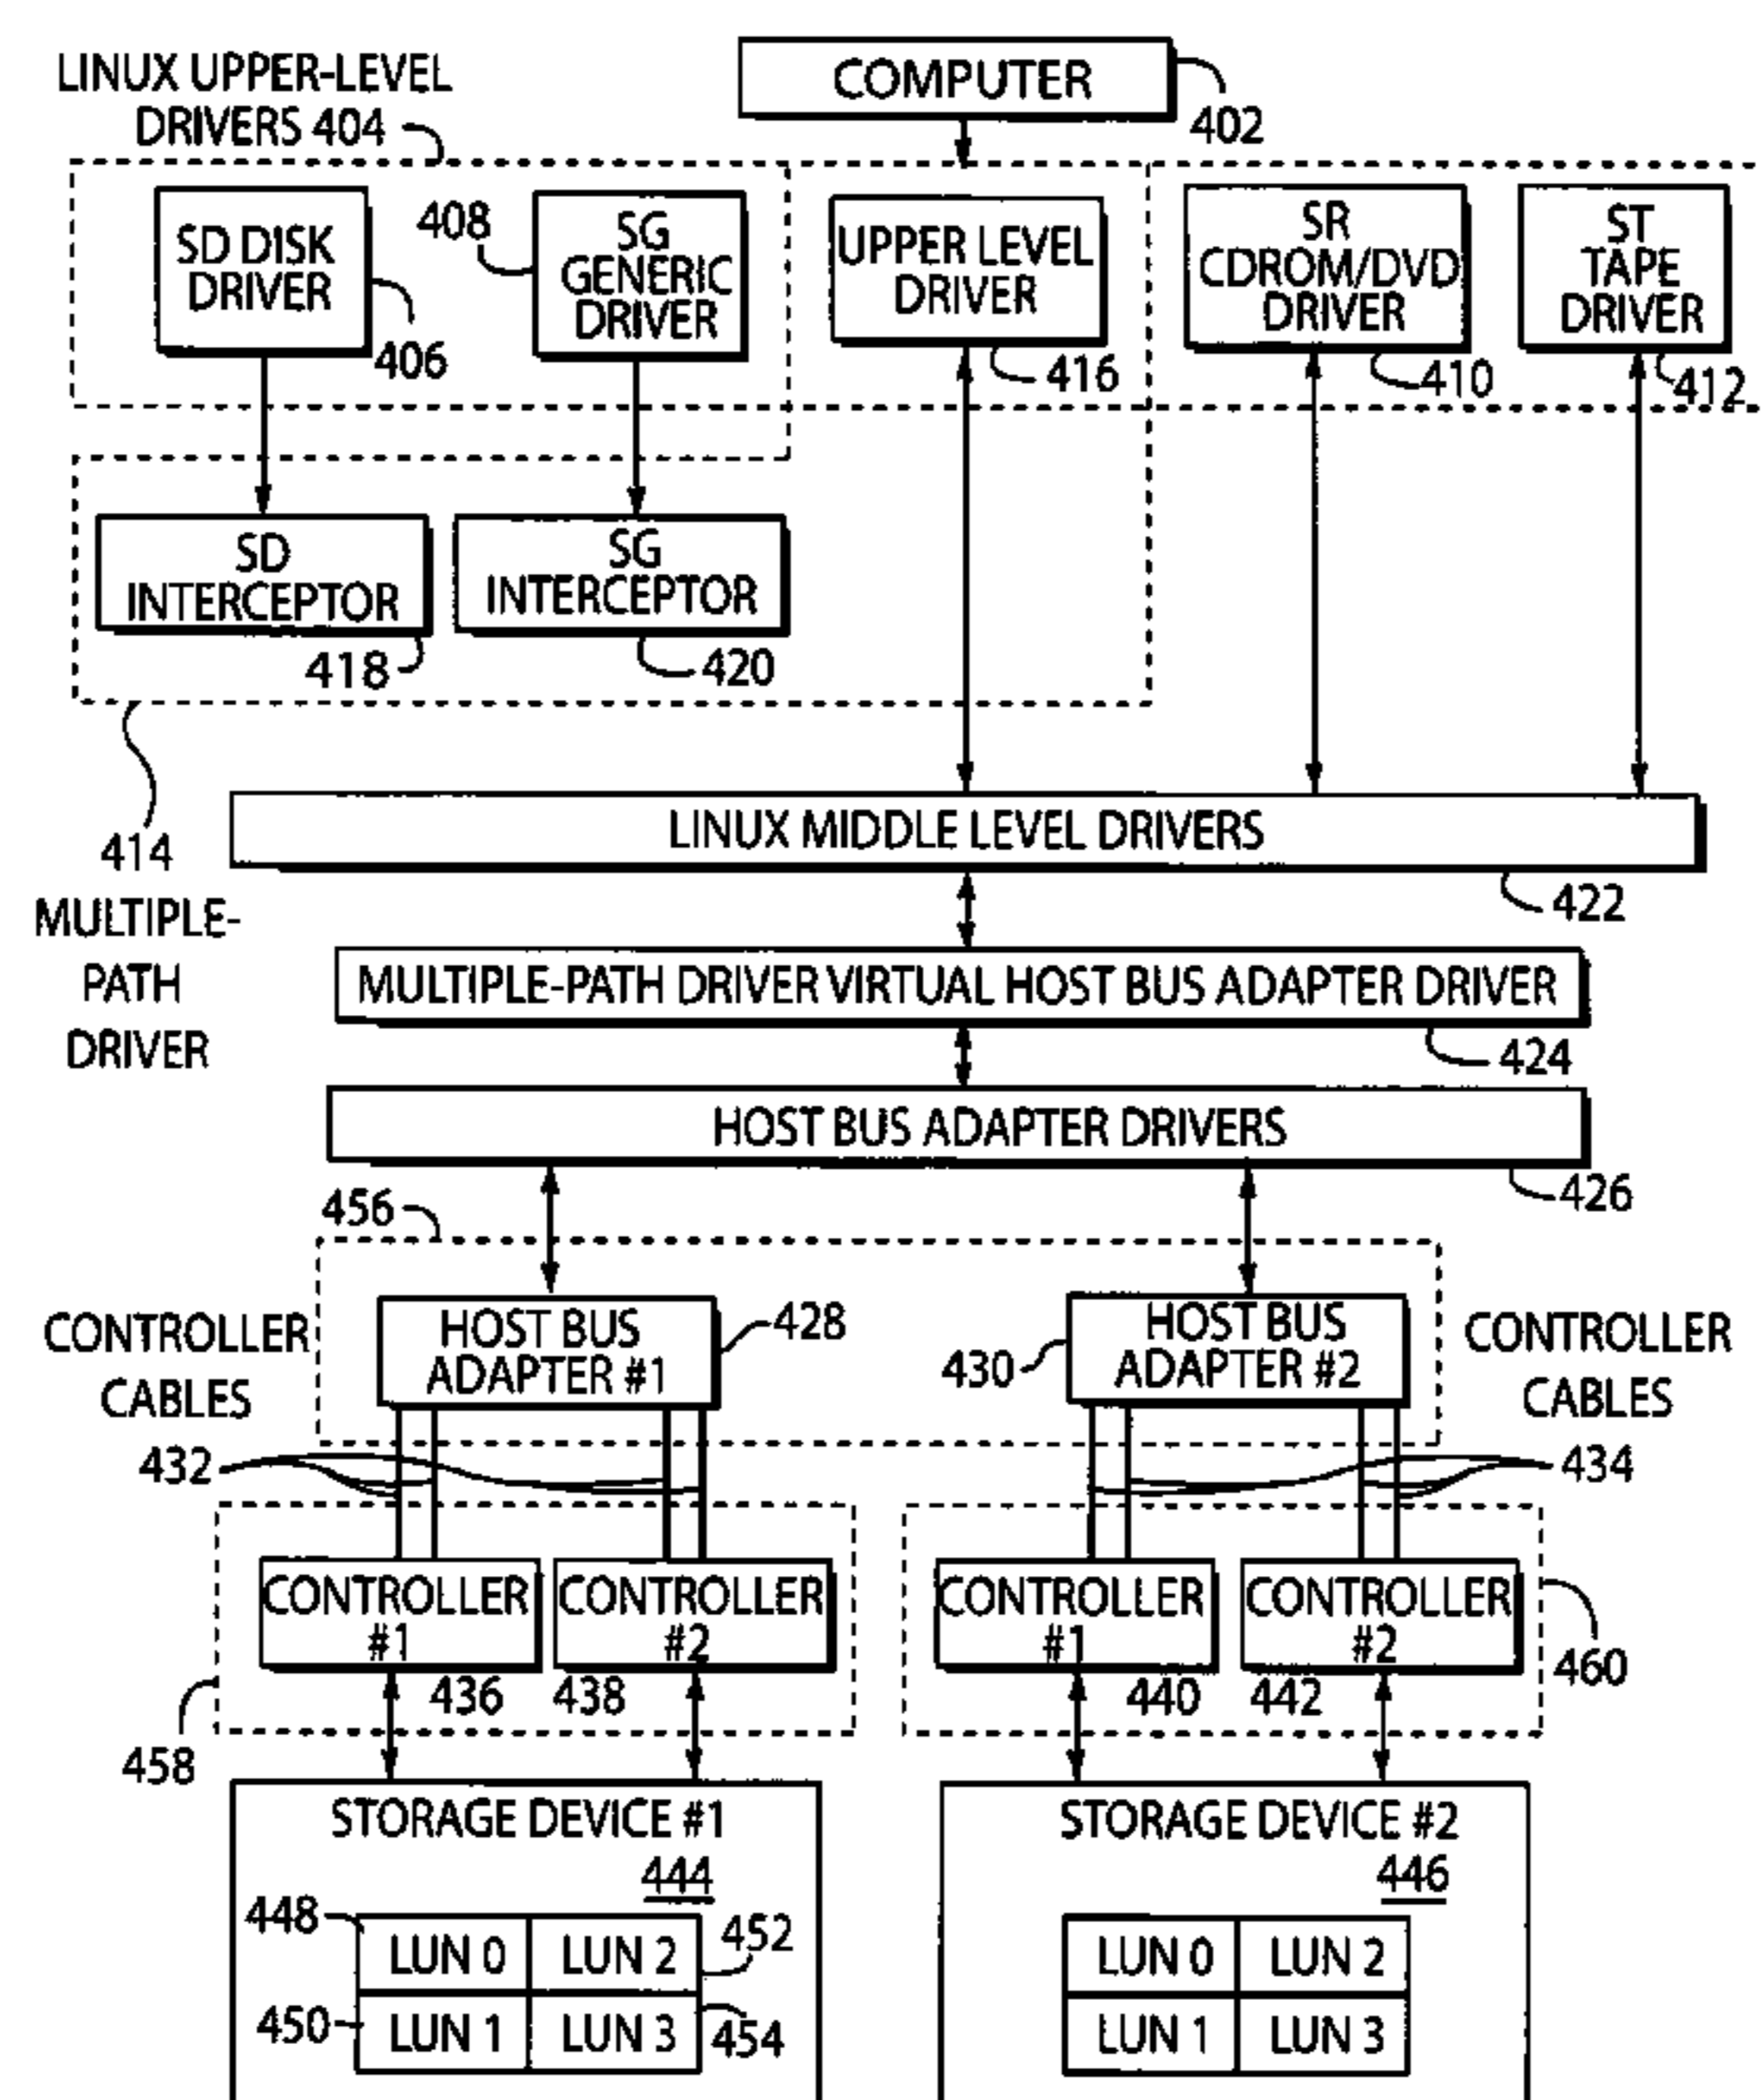 LINUX UPPER-LEVEL
DRIVERS 404
COMPUTER
402
SD DISK
DRIVER
406
408
SG
GENERIC
DRIVER
UPPER LEVEL
DRIVER
416
SR
CDROM/DVD
DRIVER
410
ST
TAPE
DRIVER
412
SD
INTERCEPTOR
418
SG
INTERCEPTOR
420
414
MULTIPLE-
PATH
DRIVER
LINUX MIDDLE LEVEL DRIVERS
422
MULTIPLE-PATH DRIVER VIRTUAL HOST BUS ADAPTER DRIVER
424
HOST BUS ADAPTER DRIVERS
426
456
CONTROLLER
CABLES
432
HOST BUS
ADAPTER #1
428
430
HOST BUS
ADAPTER #2
CONTROLLER
CABLES
434
CONTROLLER
#1
436
CONTROLLER
#2
438
CONTROLLER
#1
440
CONTROLLER
#2
442
460
458
STORAGE DEVICE #1
444
448
LUN 0
LUN 2
452
450
LUN 1
LUN 3
454
STORAGE DEVICE #2
446
LUN 0
LUN 2
LUN 1
LUN 3